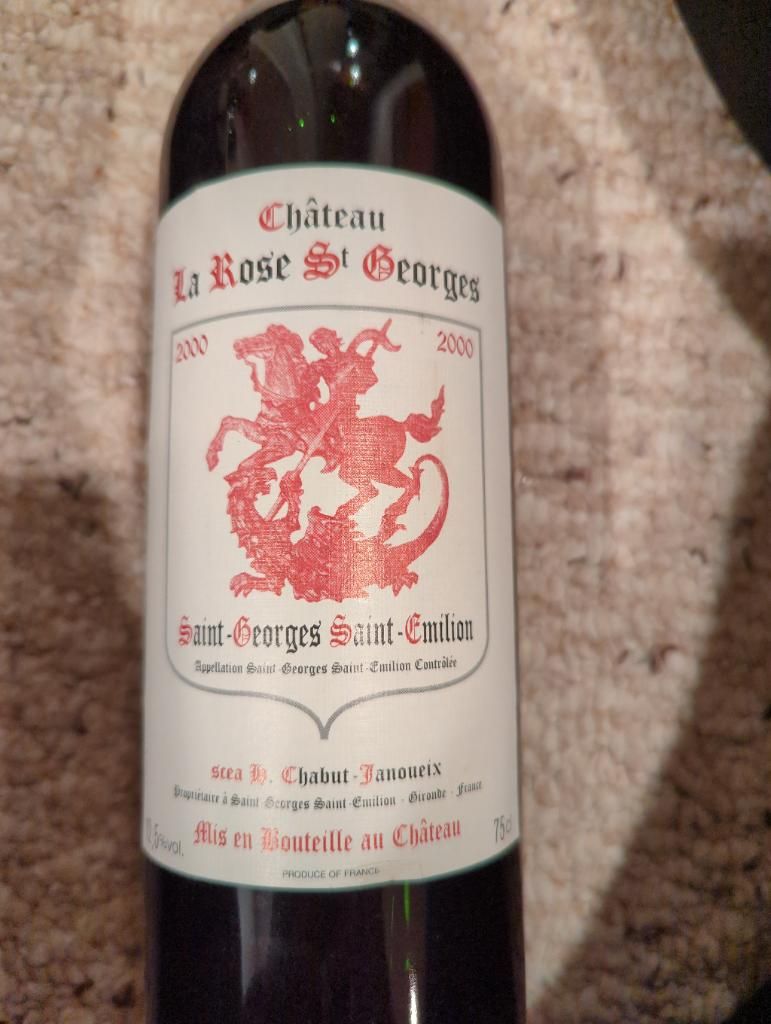 Château
La Rose St Georges
2000 2000
Saint-Georges Saint-Emilion
Appellation Saint-Georges Saint-Emilion Contrôlée
scea H. Chabut-Janoueix
Propriétaire à Saint-Georges Saint-Emilion - Gironde - France
Mis en Bouteille au Château
75cl
PRODUCE OF FRANCE